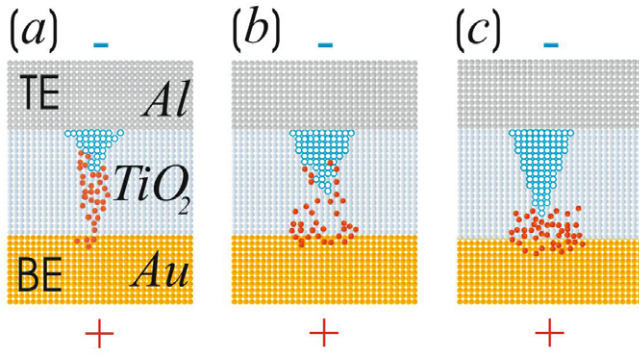 (a) (b) (c)
- - -
TE Al
TiO₂
BE Au
+ + +